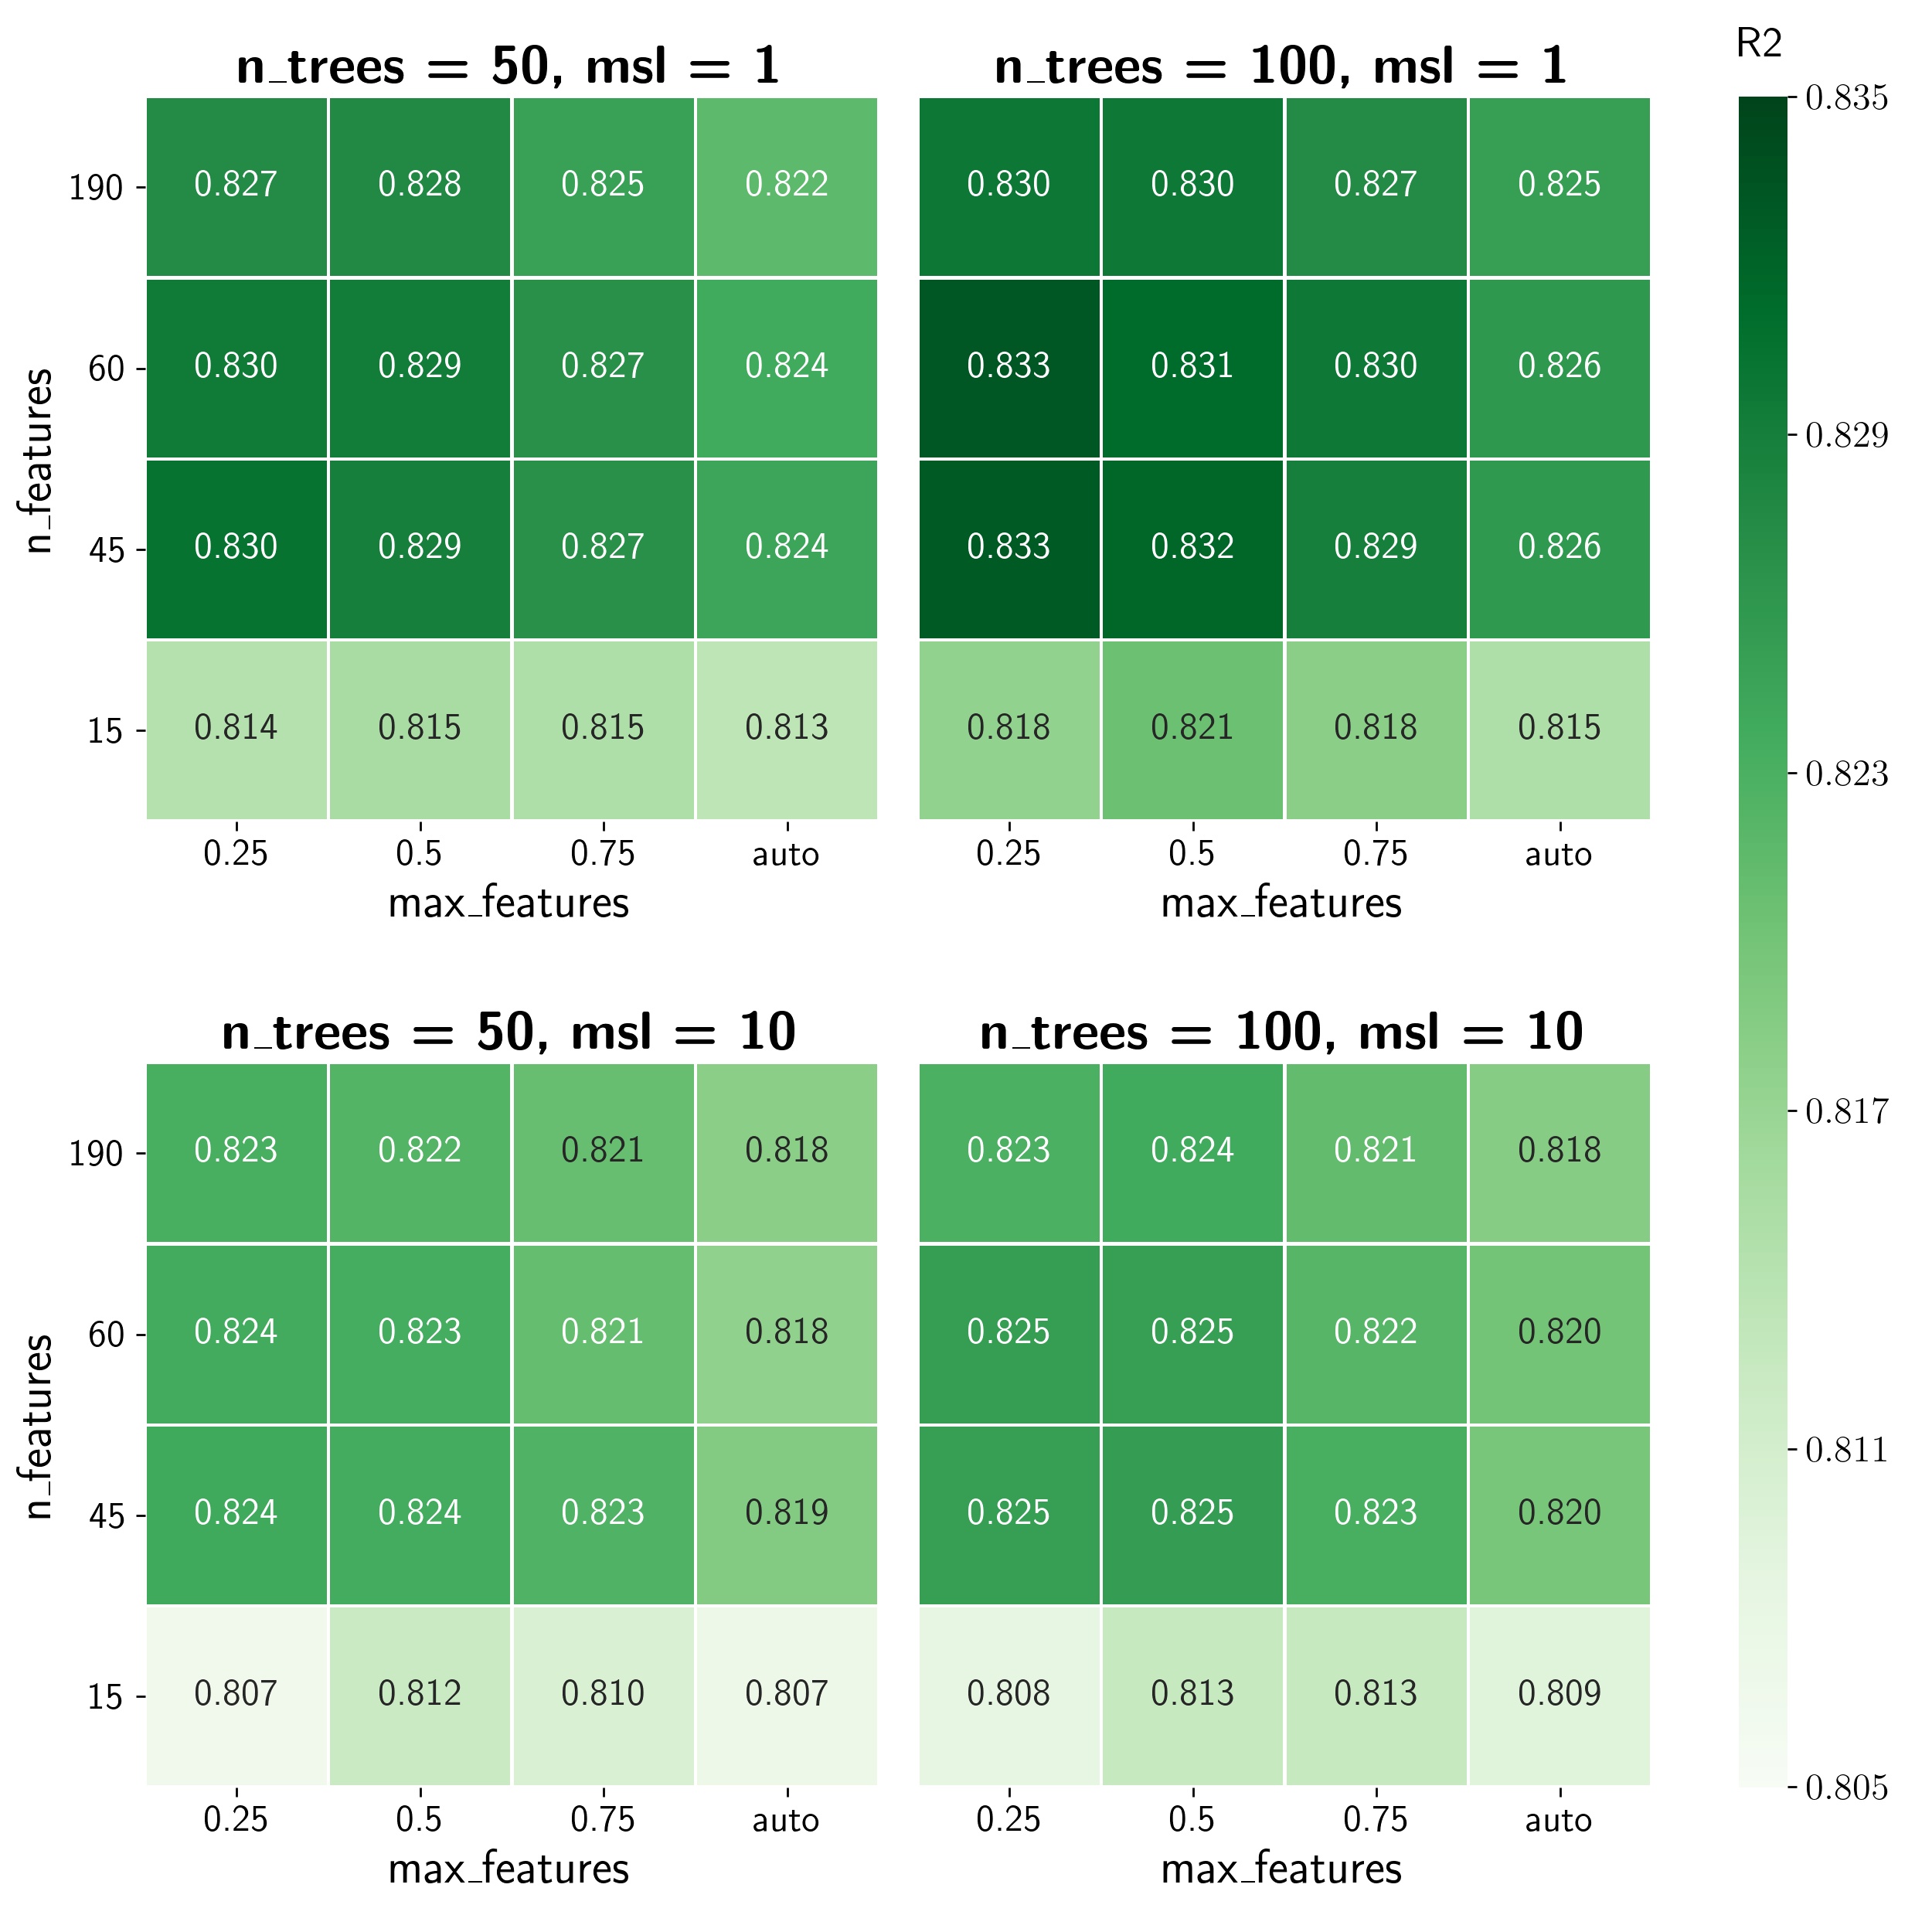 R2
n_trees = 50, msl = 1
n_trees = 100, msl = 1
0.835
190
0.827 0.828 0.825 0.822
0.830 0.830 0.827 0.825
60
0.830 0.829 0.827 0.824
0.833 0.831 0.830 0.826
0.829
n_features
45
0.830 0.829 0.827 0.824
0.833 0.832 0.829 0.826
15
0.814 0.815 0.815 0.813
0.818 0.821 0.818 0.815
0.823
0.25 0.5 0.75 auto
0.25 0.5 0.75 auto
max_features
max_features
n_trees = 50, msl = 10
n_trees = 100, msl = 10
0.817
190
0.823 0.822 0.821 0.818
0.823 0.824 0.821 0.818
60
0.824 0.823 0.821 0.818
0.825 0.825 0.822 0.820
n_features
0.811
45
0.824 0.824 0.823 0.819
0.825 0.825 0.823 0.820
15
0.807 0.812 0.810 0.807
0.808 0.813 0.813 0.809
0.805
0.25 0.5 0.75 auto
0.25 0.5 0.75 auto
max_features
max_features